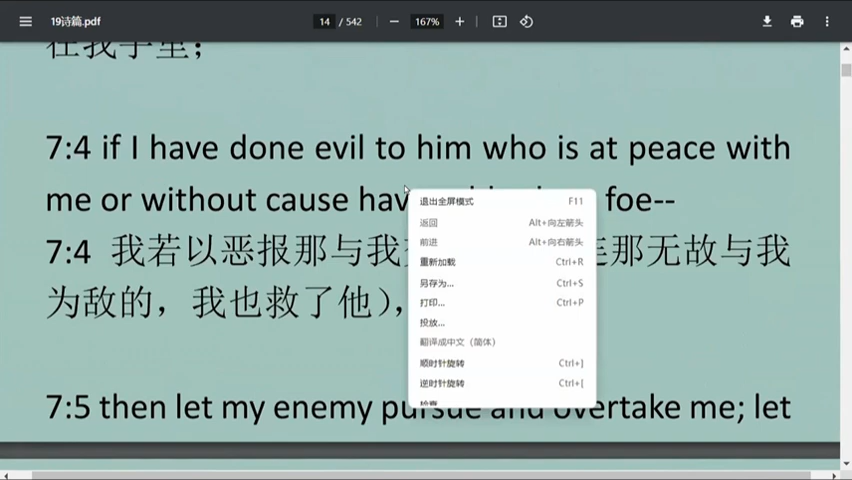 19诗篇.pdf
14 / 542
167%
在我手里;
7:4 if I have done evil to him who is at peace with
me or without cause hav foe--
7:4 我若以恶报那与我 那无故与我
为敌的，我也救了他),
7:5 then let my enemy pursue and overtake me; let
退出全屏模式 F11
返回 Alt+向左箭头
前进 Alt+向右箭头
重新加载 Ctrl+R
另存为... Ctrl+S
打印... Ctrl+P
投放...
翻译成中文（简体）
顺时针旋转 Ctrl+]
逆时针旋转 Ctrl+[
检查